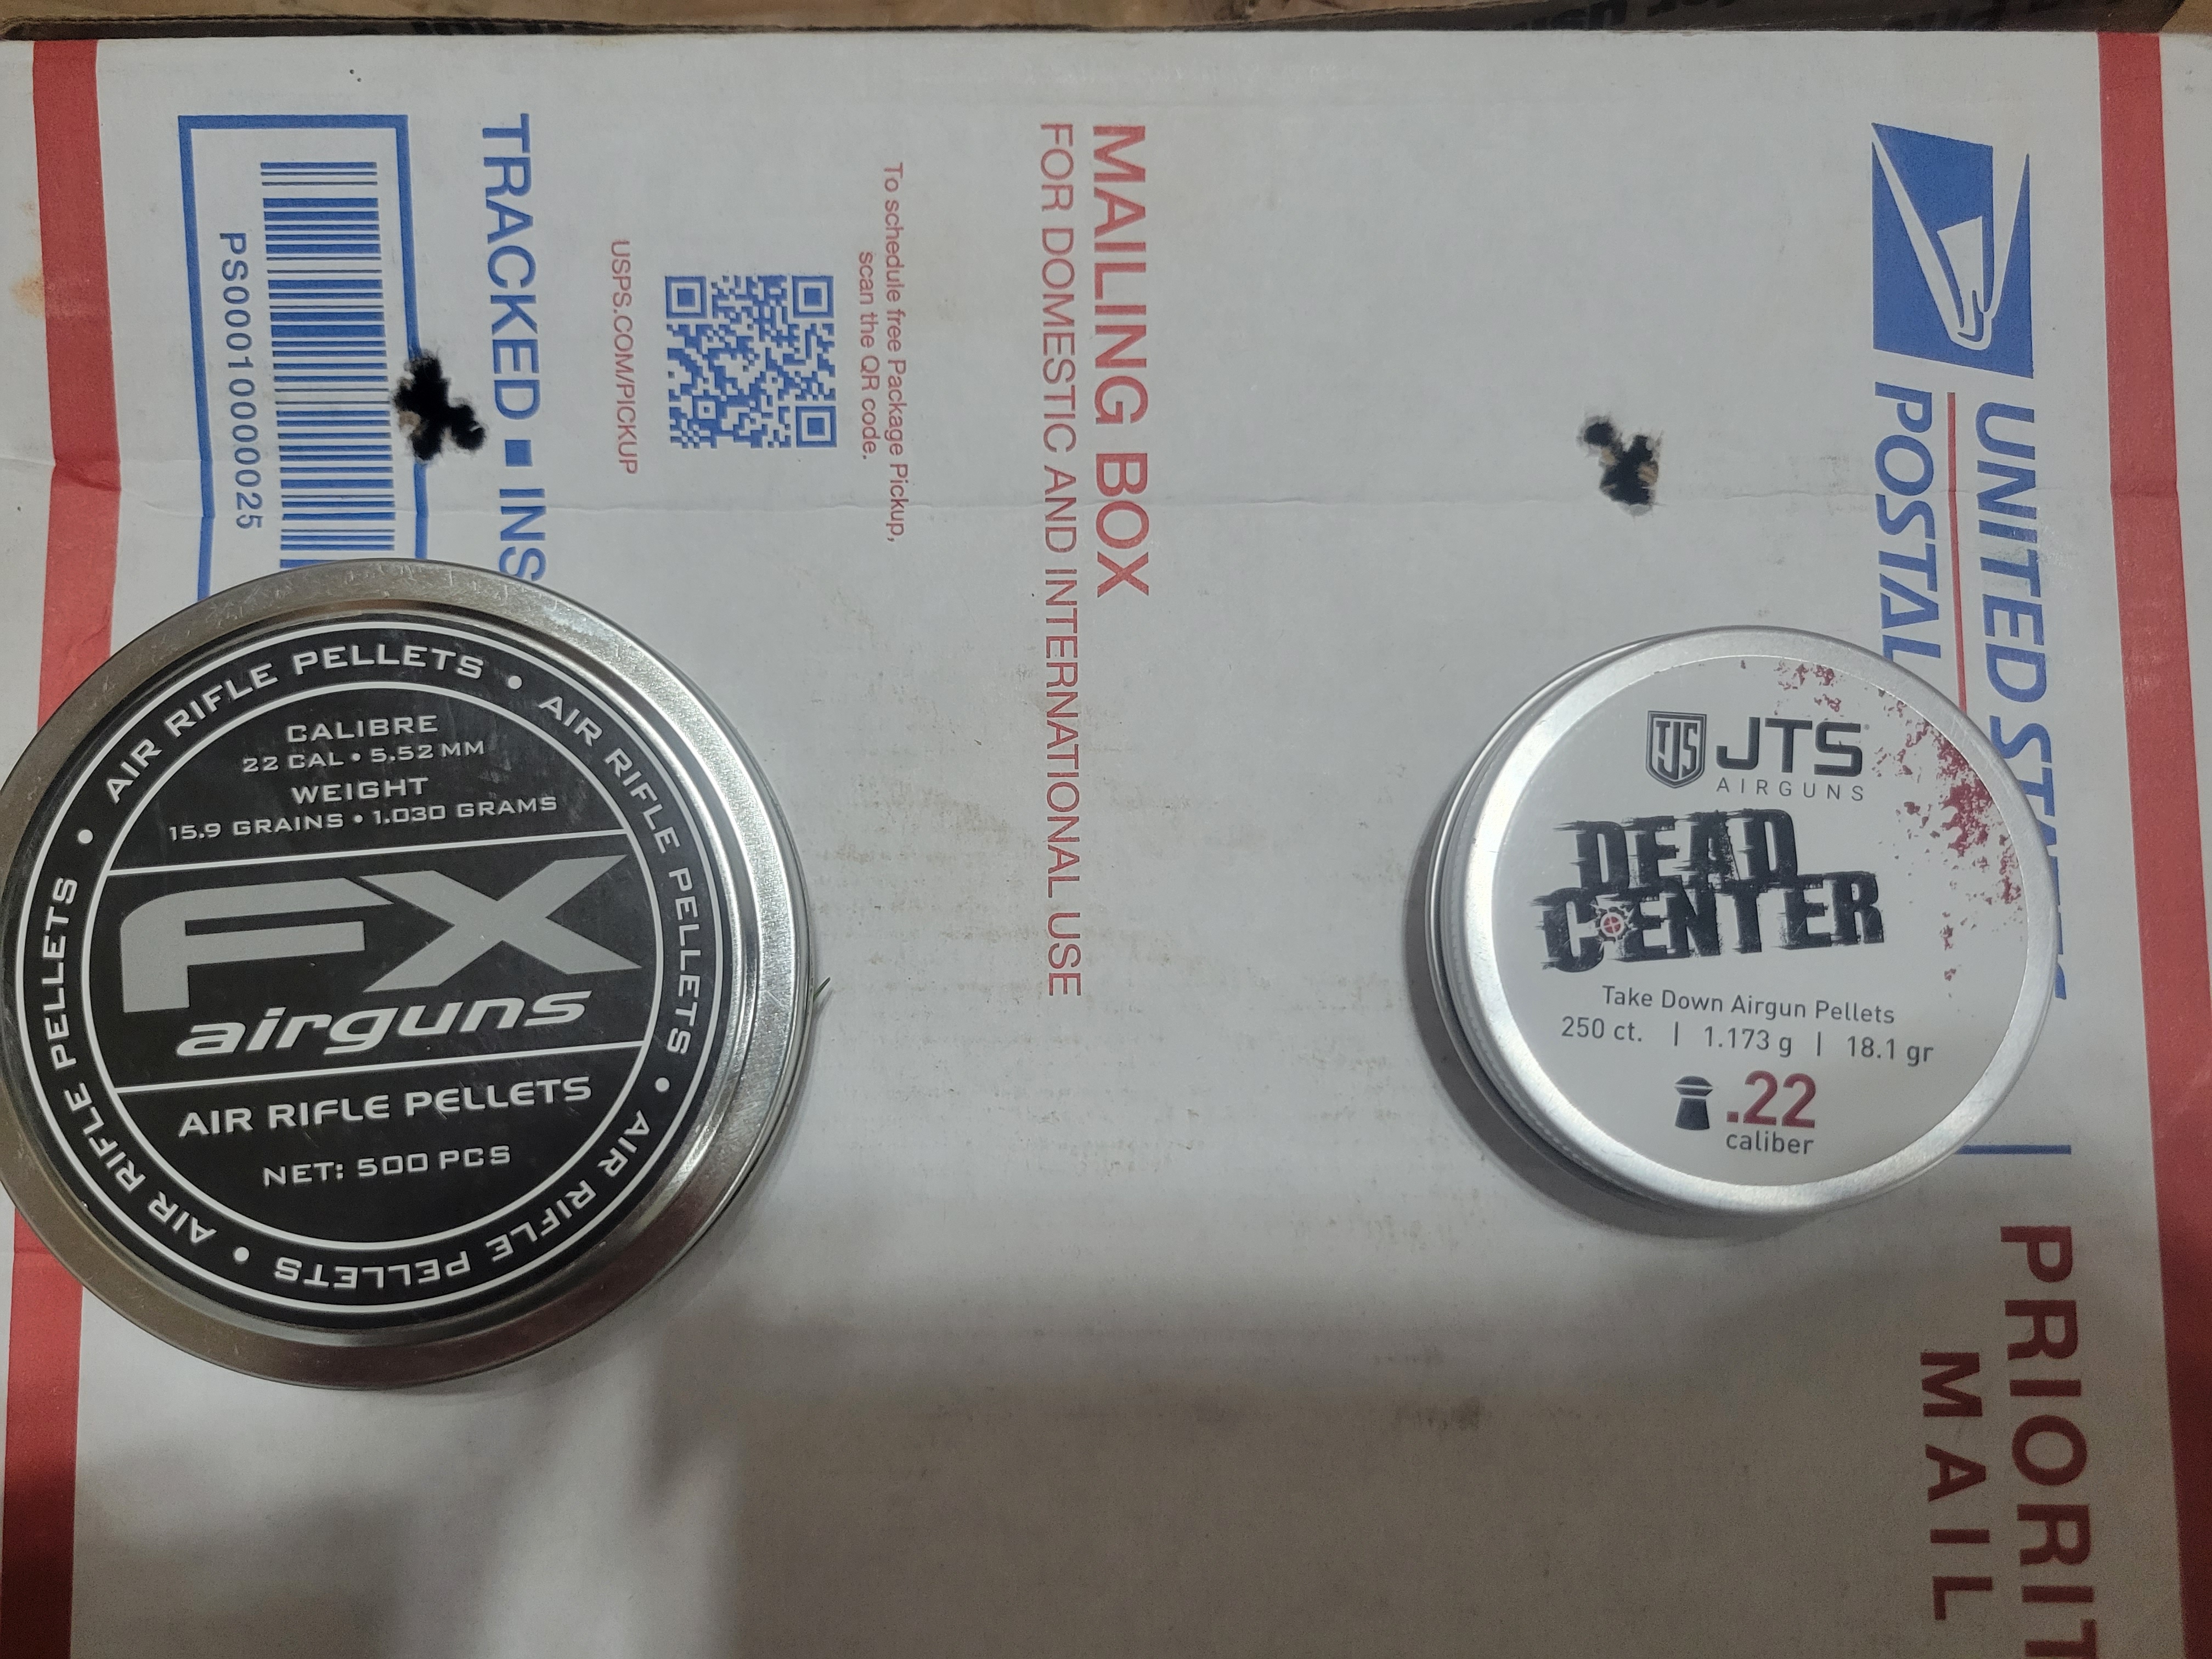 TRACKED ■ INS
PS00010000025
USPS.COM/PICKUP
To schedule free Package Pickup,
scan the QR code.
MAILING BOX
FOR DOMESTIC AND INTERNATIONAL USE
UNITED STATES
POSTAL
PRIORIT
MAIL
AIR RIFLE PELLETS • AIR RIFLE PELLETS • AIR RIFLE PELLETS • AIR RIFLE PELLETS •
CALIBRE
22 CAL • 5.52 MM
WEIGHT
15.9 GRAINS • 1.030 GRAMS
FX
airguns
AIR RIFLE PELLETS
NET: 500 PCS
JTS JTS
AIRGUNS
DEAD
CENTER
Take Down Airgun Pellets
250 ct. | 1.173 g | 18.1 gr
.22
caliber